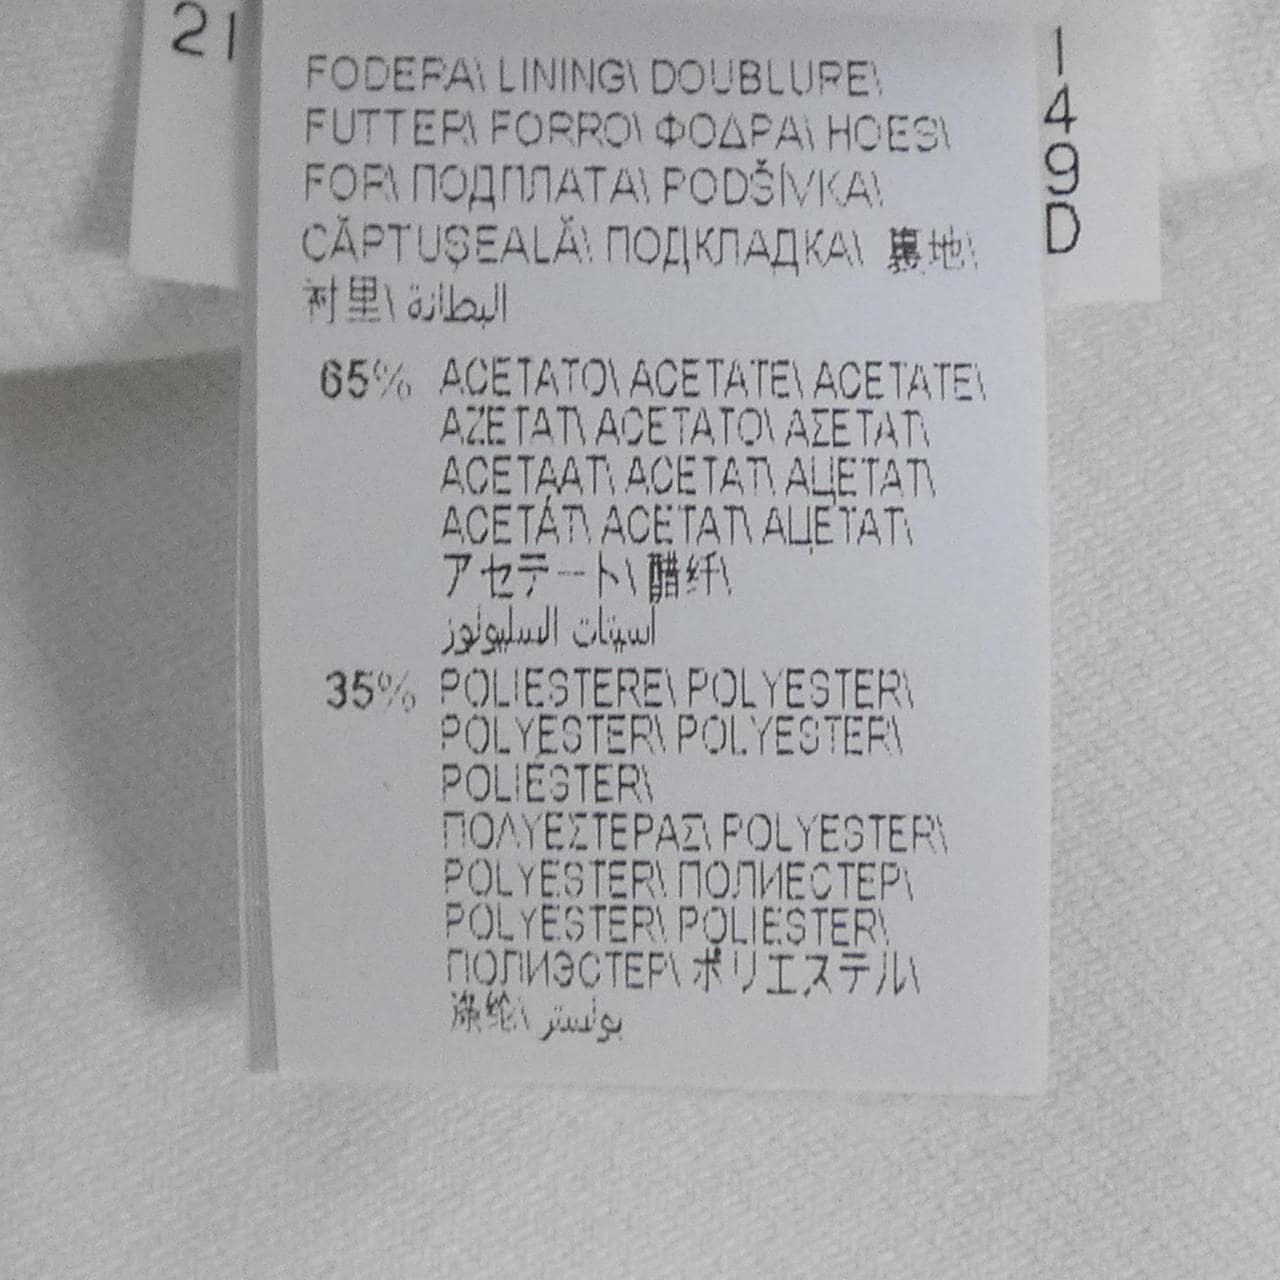 21
FODERA\ LINING\ DOUBLURE\
FUTTER\ FORRO\ ΦΟΔΡΑ\ HOES\
FOR\ ПОДПЛАТА\ PODŠÍVKA\
CĂPTUŞEALĂ\ ПОДКЛАДКА\ 裏地\
衬里\ البطانة
65% ACETATO\ ACETATE\ ACETATE\
AZETAT\ ACETATO\ ΑΣΕΤΑΤ\
ACETAAT\ ACETAT\ АЦЕТАТ\
ACETÁT\ ACETAT\ АЦЕТАТ\
アセテート\ 醋纤\
اسيتات السليولوز
35% POLIESTERE\ POLYESTER\
POLYESTER\ POLYESTER\
POLIÉSTER\
ΠΟΛΥΕΣΤΕΡΑΣ\ POLYESTER\
POLYESTER\ ПОЛИЕСТЕР\
POLYESTER\ POLIESTER\
ПОЛИЭСТЕР\ ポリエステル\
涤纶\ بولستر
1
4
9
D